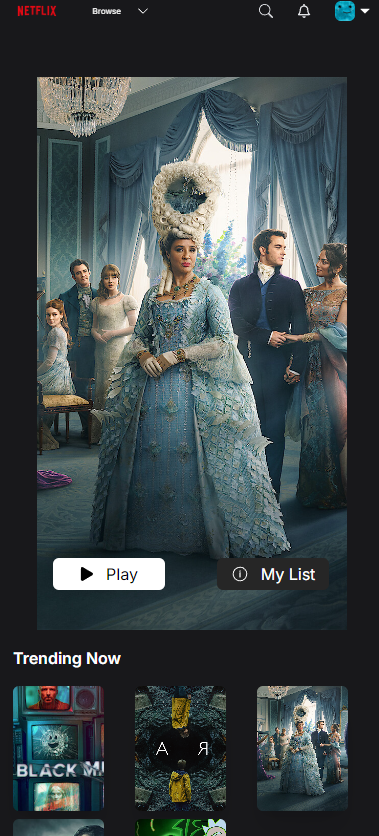 NETFLIX
Browse
Play
My List
Trending Now
BLACK MI
А Я